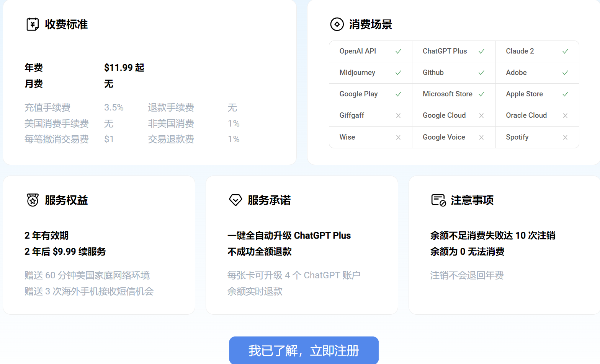 收费标准
年费 $11.99 起
月费 无
充值手续费 3.5% 退款手续费 无
美国消费手续费 无 非美国消费 1%
每笔撤消交易费 $1 交易退款费 1%
消费场景
OpenAI API ChatGPT Plus Claude 2
Midjourney Github Adobe
Google Play Microsoft Store Apple Store
Giffgaff Google Cloud Oracle Cloud
Wise Google Voice Spotify
服务权益
2 年有效期
2 年后 $9.99 续服务
赠送 60 分钟美国家庭网络环境
赠送 3 次海外手机接收短信机会
服务承诺
一键全自动升级 ChatGPT Plus
不成功全额退款
每张卡可升级 4 个 ChatGPT 账户
余额实时退款
注意事项
余额不足消费失败达 10 次注销
余额为 0 无法消费
注销不会退回年费
我已了解，立即注册